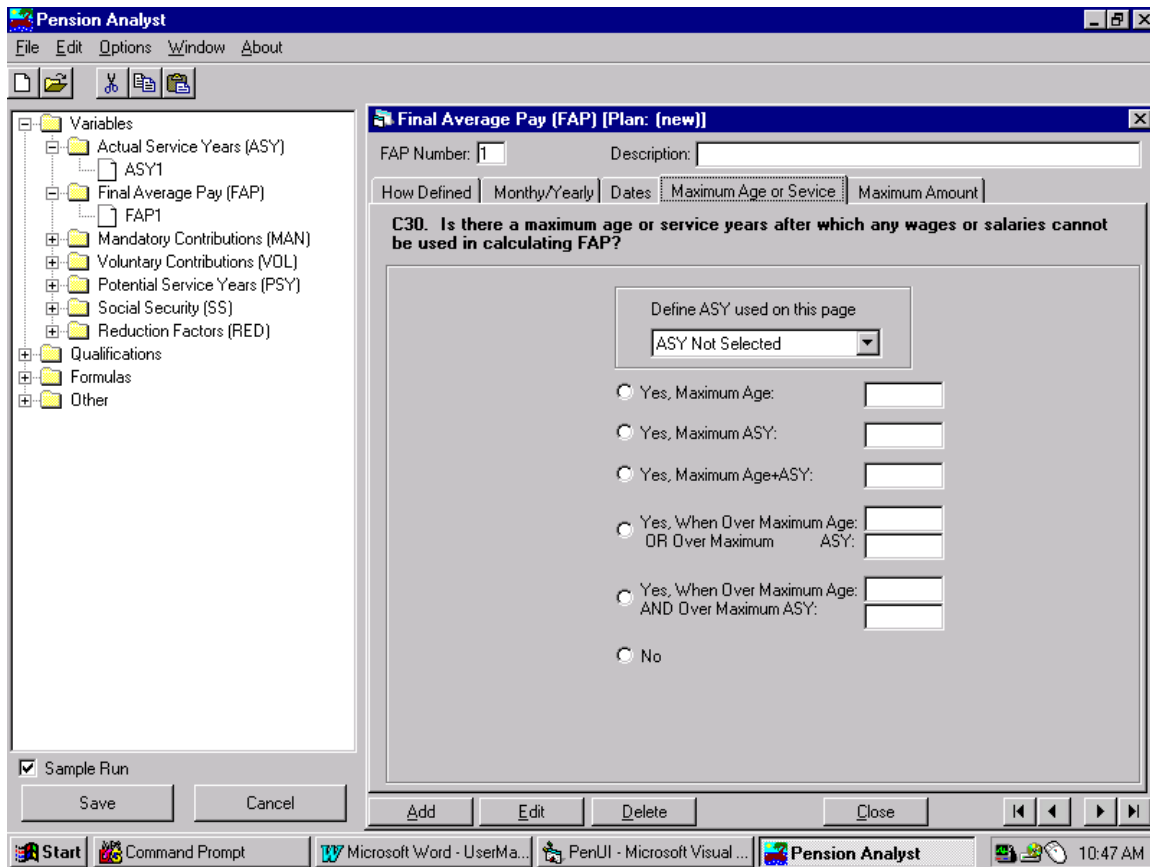 Pension Analyst
File Edit Options Window About
Variables
Actual Service Years (ASY)
ASY1
Final Average Pay (FAP)
FAP1
Mandatory Contributions (MAN)
Voluntary Contributions (VOL)
Potential Service Years (PSY)
Social Security (SS)
Reduction Factors (RED)
Qualifications
Formulas
Other
Sample Run
Save Cancel
Final Average Pay (FAP) [Plan: (new)]
FAP Number: 1 Description:
How Defined Monthy/Yearly Dates Maximum Age or Sevice Maximum Amount
C30. Is there a maximum age or service years after which any wages or salaries cannot
be used in calculating FAP?
Define ASY used on this page
ASY Not Selected
Yes, Maximum Age:
Yes, Maximum ASY:
Yes, Maximum Age+ASY:
Yes, When Over Maximum Age:
OR Over Maximum ASY:
Yes, When Over Maximum Age:
AND Over Maximum ASY:
No
Add Edit Delete Close
Start Command Prompt Microsoft Word - UserMa... PenUI - Microsoft Visual ... Pension Analyst 10:47 AM